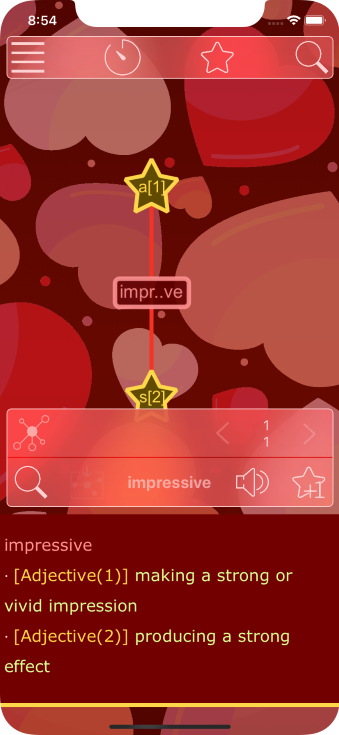 8:54
a[1]
impr..ve
s[2]
1
1
impressive
+1
impressive
· [Adjective(1)] making a strong or
vivid impression
· [Adjective(2)] producing a strong
effect